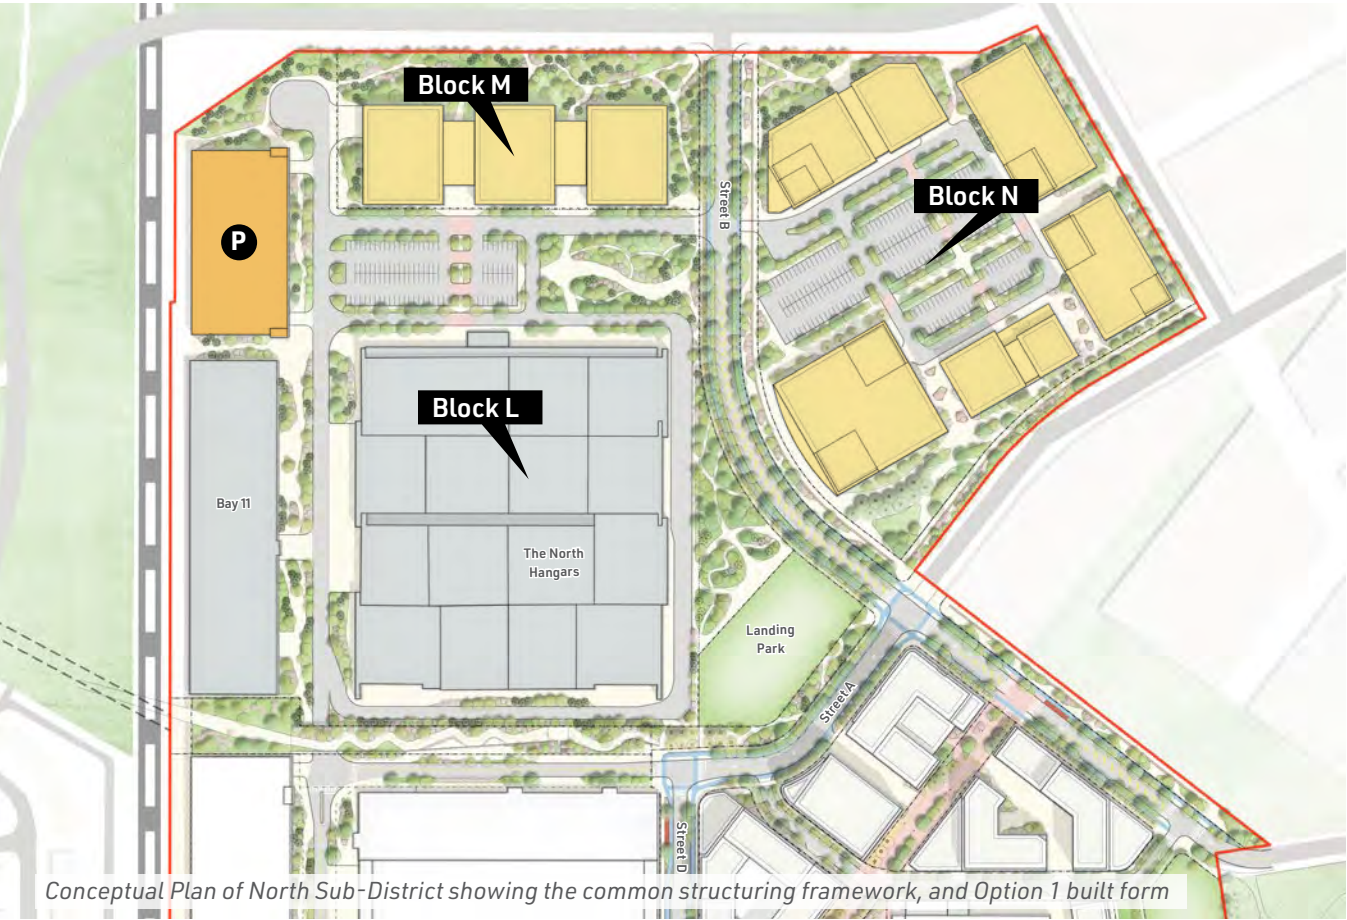 Block M
Block N
Street B
P
Block L
Bay 11
The North
Hangars
Landing
Park
Street A
Street D
Conceptual Plan of North Sub-District showing the common structuring framework, and Option 1 built form